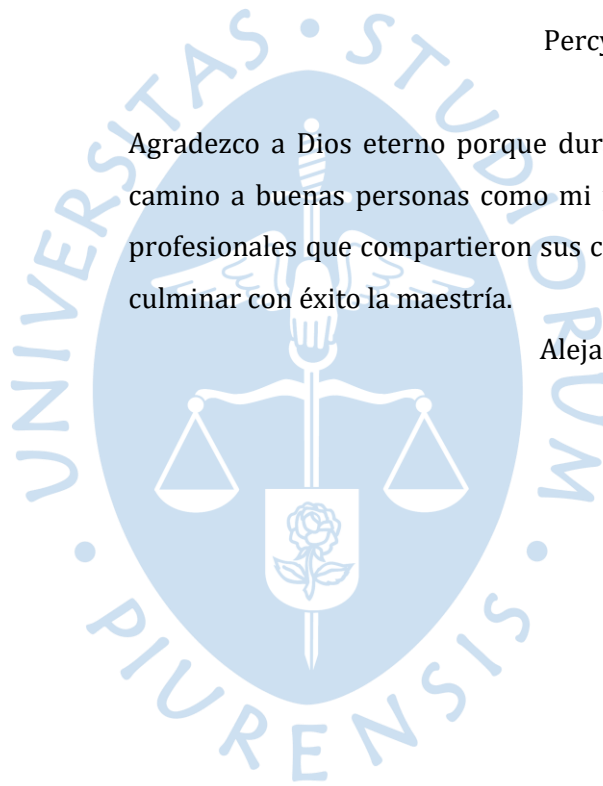 Percy
Agradezco a Dios eterno porque dur
camino a buenas personas como mi
profesionales que compartieron sus c
culminar con éxito la maestría.
Aleja
UNIVERSITAS • STUDIORUM • PIURENSIS •